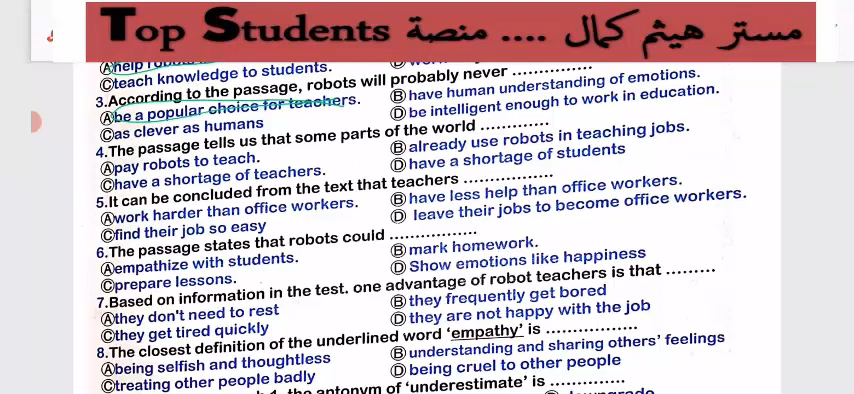 Top Students مستر هيثم كمال .... منصة
Ⓐhelp
Ⓒteach knowledge to students.
3.According to the passage, robots will probably never ..............
Ⓐbe a popular choice for teachers. Ⓑhave human understanding of emotions.
Ⓒas clever as humans Ⓓbe intelligent enough to work in education.
4.The passage tells us that some parts of the world ............
Ⓐpay robots to teach. Ⓑalready use robots in teaching jobs.
Ⓒhave a shortage of teachers. Ⓓhave a shortage of students
5.It can be concluded from the text that teachers ................
Ⓐwork harder than office workers. Ⓑhave less help than office workers.
Ⓒfind their job so easy Ⓓ leave their jobs to become office workers.
6.The passage states that robots could ................
Ⓐempathize with students. Ⓑmark homework.
Ⓒprepare lessons. ⒹShow emotions like happiness
7.Based on information in the test. one advantage of robot teachers is that .........
Ⓐthey don't need to rest Ⓑthey frequently get bored
Ⓒthey get tired quickly Ⓓthey are not happy with the job
8.The closest definition of the underlined word ‘empathy’ is .................
Ⓐbeing selfish and thoughtless Ⓑunderstanding and sharing others’ feelings
Ⓒtreating other people badly Ⓓbeing cruel to other people
the antonym of ‘underestimate’ is .............